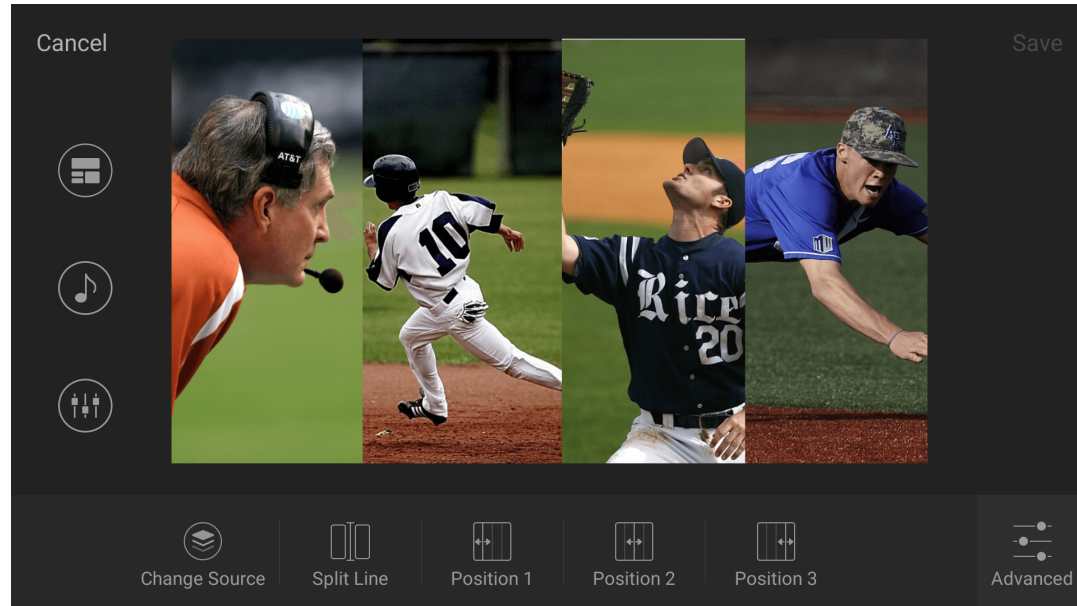 Cancel
Save
AT&T
10
Rice
20
Change Source
Split Line
Position 1
Position 2
Position 3
Advanced